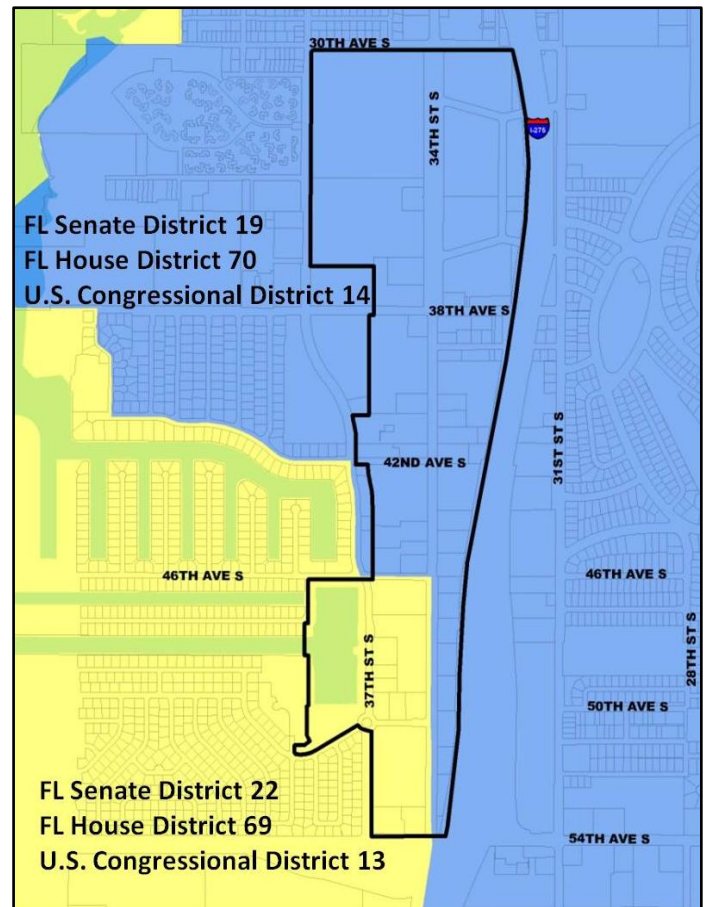 30TH AVE S
34TH ST S
I-275
FL Senate District 19
FL House District 70
U.S. Congressional District 14
38TH AVE S
31ST ST S
42ND AVE S
46TH AVE S
46TH AVE S
28TH ST S
37TH ST S
50TH AVE S
FL Senate District 22
FL House District 69
U.S. Congressional District 13
54TH AVE S